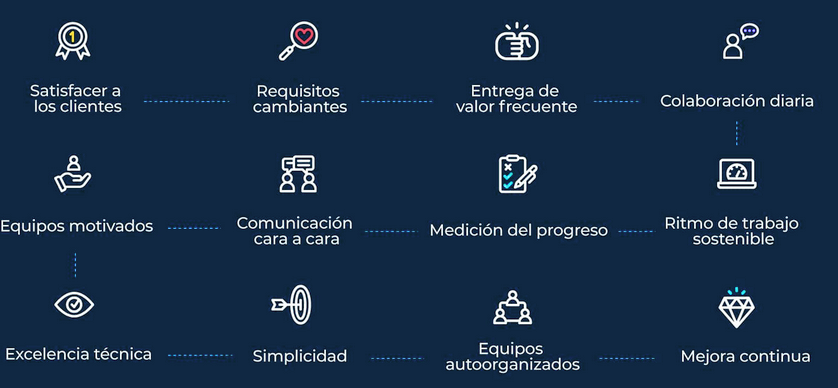 1
Satisfacer a
los clientes
Requisitos
cambiantes
Entrega de
valor frecuente
Colaboración diaria
Equipos motivados
Comunicación
cara a cara
Medición del progreso
Ritmo de trabajo
sostenible
Excelencia técnica
Simplicidad
Equipos
autoorganizados
Mejora continua